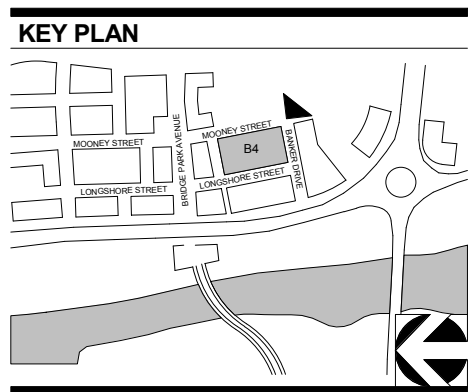 KEY PLAN
MOONEY STREET
MOONEY STREET
BRIDGE PARK AVENUE
B4
BANKER DRIVE
LONGSHORE STREET
LONGSHORE STREET